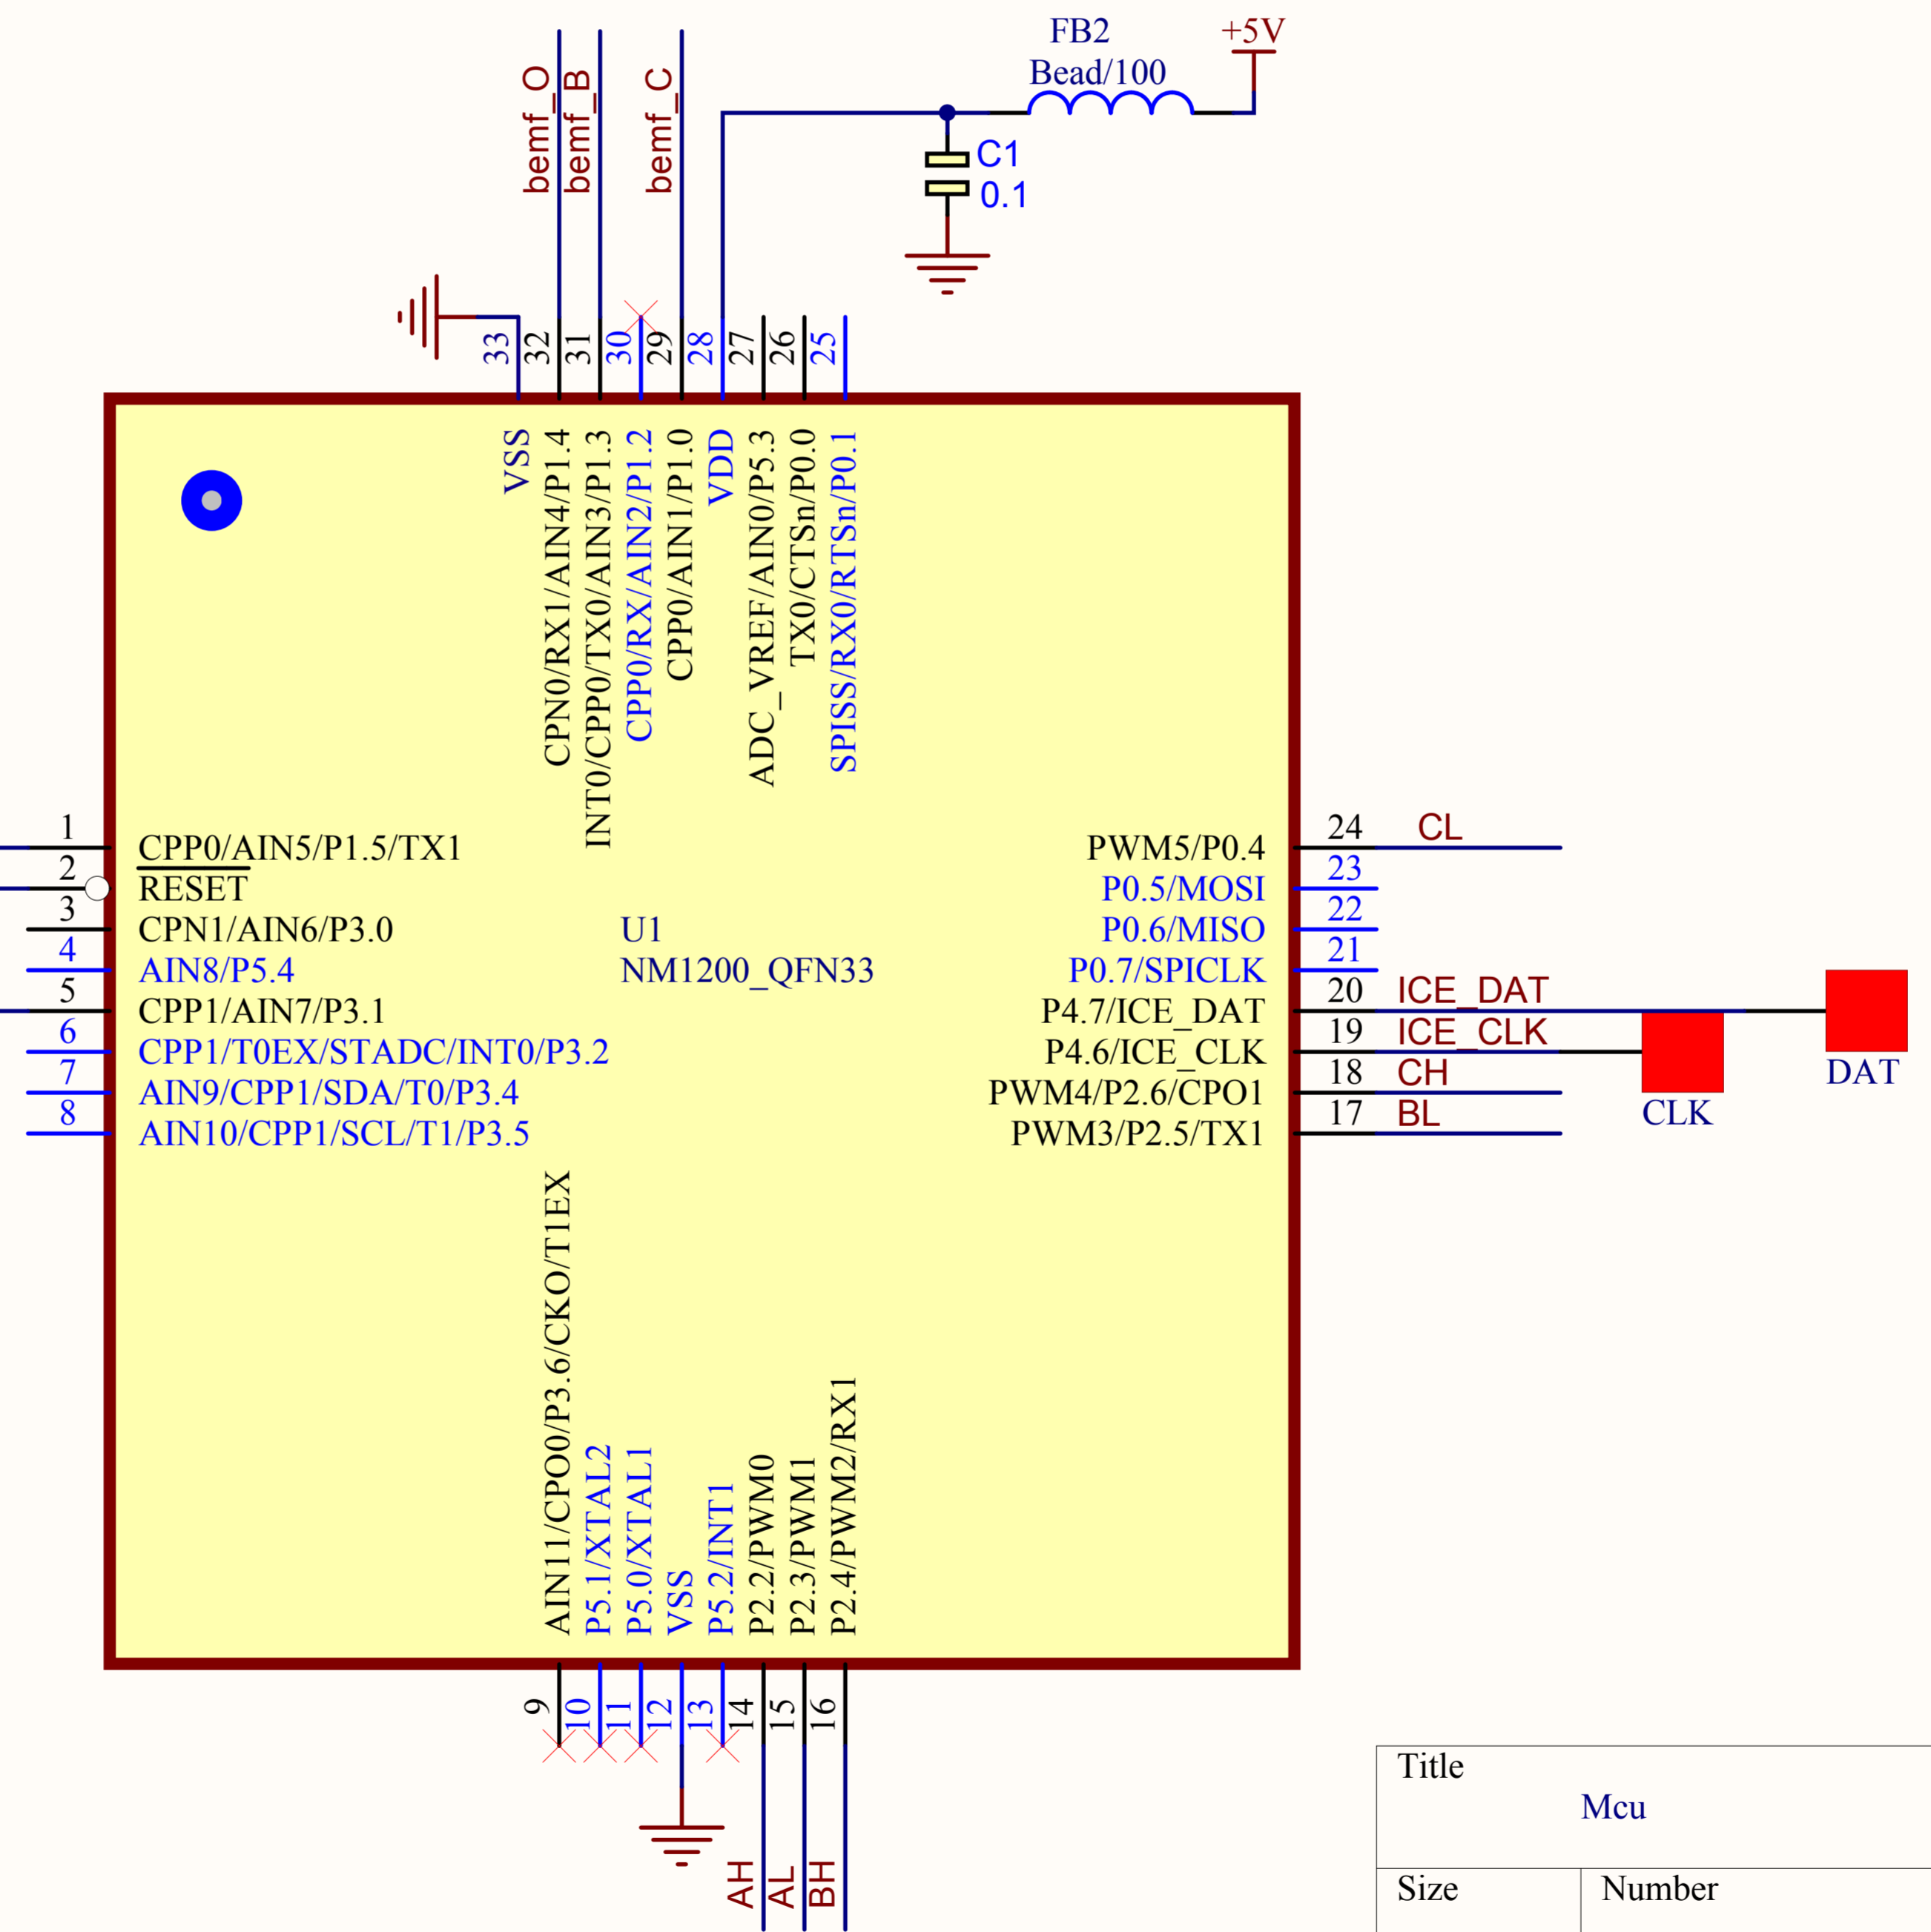 FB2
+5V
Bead/100
bemf_O
bemf_B
bemf_C
C1
0.1
33
32
31
30
29
28
27
26
25
VSS
CPN0/RX1/AIN4/P1.4
INT0/CPP0/TX0/AIN3/P1.3
CPP0/RX/AIN2/P1.2
CPP0/AIN1/P1.0
VDD
ADC_VREF/AIN0/P5.3
TX0/CTSn/P0.0
SPISS/RX0/RTSn/P0.1
1
CPP0/AIN5/P1.5/TX1
2
RESET
3
CPN1/AIN6/P3.0
4
AIN8/P5.4
5
CPP1/AIN7/P3.1
6
CPP1/T0EX/STADC/INT0/P3.2
7
AIN9/CPP1/SDA/T0/P3.4
8
AIN10/CPP1/SCL/T1/P3.5
U1
NM1200_QFN33
PWM5/P0.4
24
CL
P0.5/MOSI
23
P0.6/MISO
22
P0.7/SPICLK
21
P4.7/ICE_DAT
20
ICE_DAT
P4.6/ICE_CLK
19
ICE_CLK
PWM4/P2.6/CPO1
18
CH
PWM3/P2.5/TX1
17
BL
DAT
CLK
AIN11/CPO0/P3.6/CKO/T1EX
P5.1/XTAL2
P5.0/XTAL1
VSS
P5.2/INT1
P2.2/PWM0
P2.3/PWM1
P2.4/PWM2/RX1
9
10
11
12
13
14
15
16
AH
AL
BH
Title
Mcu
Size
Number